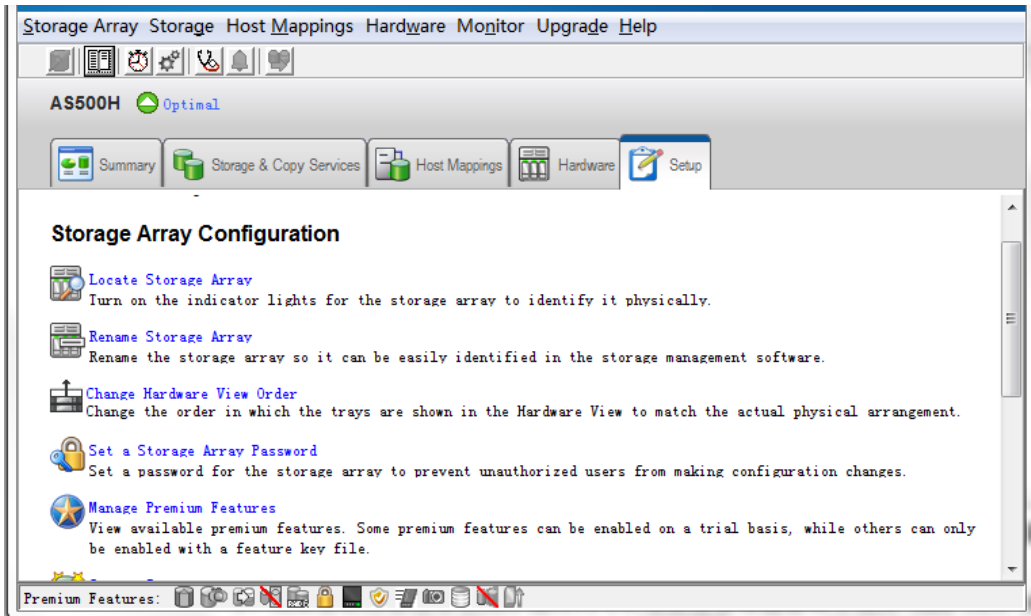 Storage Array Storage Host Mappings Hardware Monitor Upgrade Help
AS500H Optimal
Summary Storage & Copy Services Host Mappings Hardware Setup
Storage Array Configuration
Locate Storage Array
Turn on the indicator lights for the storage array to identify it physically.
Rename Storage Array
Rename the storage array so it can be easily identified in the storage management software.
Change Hardware View Order
Change the order in which the trays are shown in the Hardware View to match the actual physical arrangement.
Set a Storage Array Password
Set a password for the storage array to prevent unauthorized users from making configuration changes.
Manage Premium Features
View available premium features. Some premium features can be enabled on a trial basis, while others can only
be enabled with a feature key file.
Premium Features: